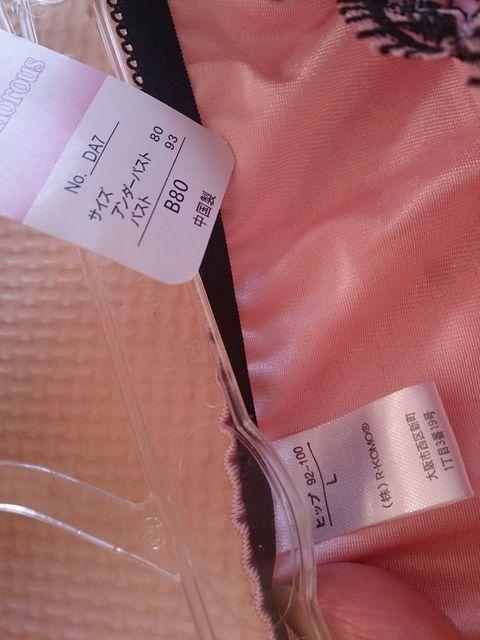 No. DA7
サイズ
アンダーバスト 80
バスト 93
B80
中国製
ヒップ 92-100
L
(株) R-KOMO®
大阪市西区新町
1丁目3番19号